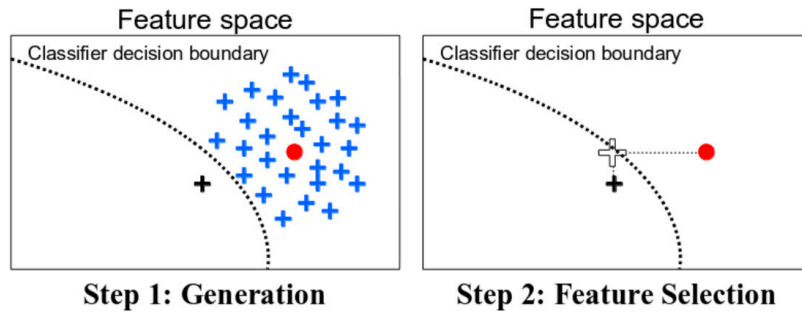 Feature space
Classifier decision boundary
Step 1: Generation
Feature space
Classifier decision boundary
Step 2: Feature Selection